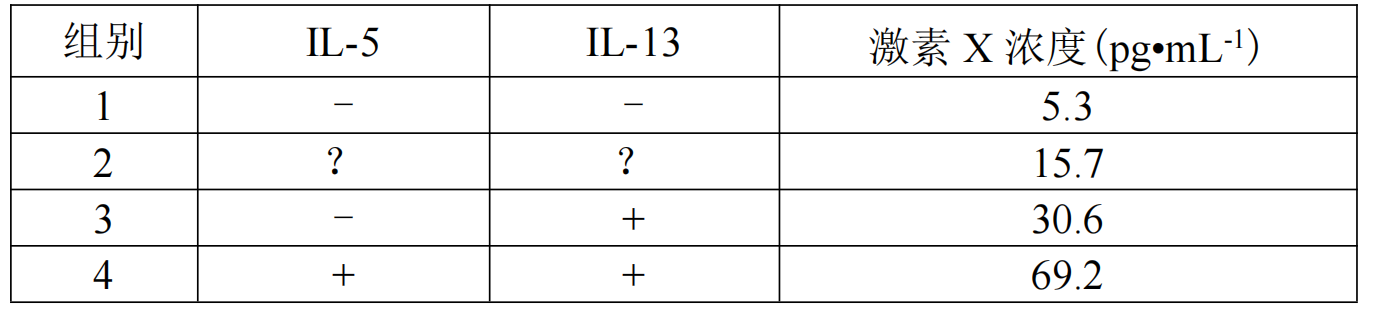 组别 IL-5 IL-13 激素 X 浓度(pg•mL-1)
1 - - 5.3
2 ? ? 15.7
3 - + 30.6
4 + + 69.2